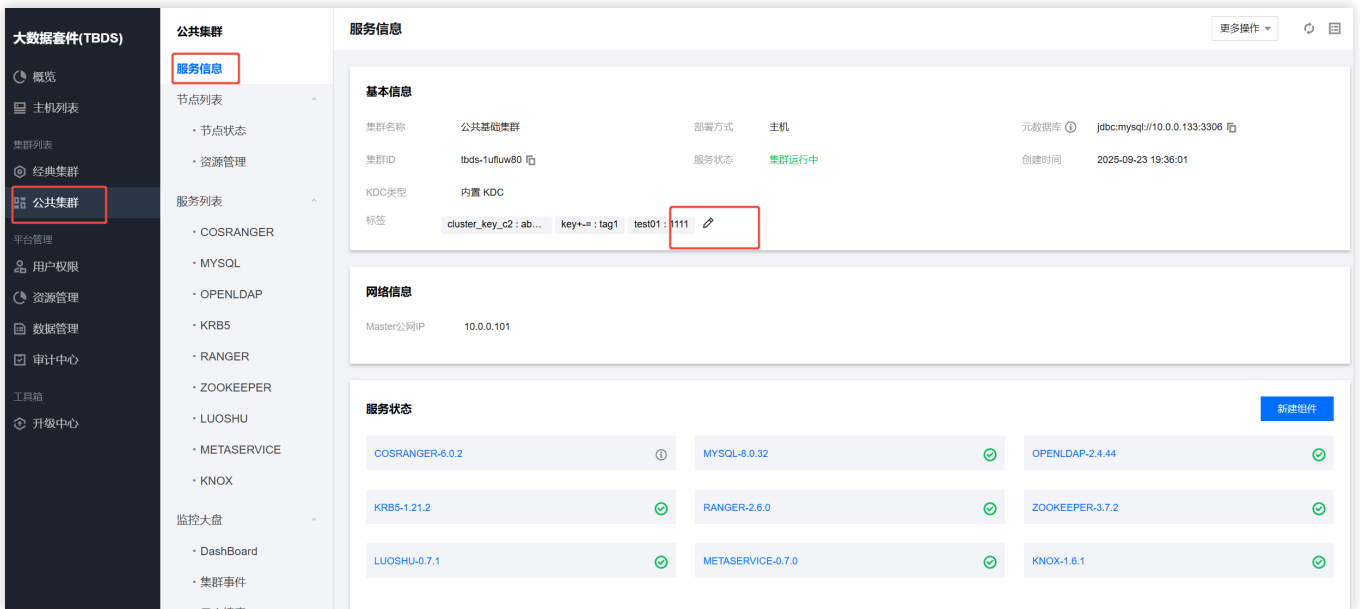 大数据套件(TBDS)
概览
主机列表
集群列表
经典集群
公共集群
平台管理
用户权限
资源管理
数据管理
审计中心
工具箱
升级中心
公共集群
服务信息
节点列表
节点状态
资源管理
服务列表
COSRANGER
MYSQL
OPENLDAP
KRB5
RANGER
ZOOKEEPER
LUOSHU
METASERVICE
KNOX
监控大盘
DashBoard
集群事件
服务信息 更多操作
基本信息
集群名称 公共基础集群 部署方式 主机 元数据库 jdbc:mysql://10.0.0.133:3306
集群ID tbds-1ufluw80 服务状态 集群运行中 创建时间 2025-09-23 19:36:01
KDC类型 内置 KDC
标签 cluster_key_c2 : ab... key+-= : tag1 test01 : 1111
网络信息
Master公网IP 10.0.0.101
服务状态 新建组件
COSRANGER-6.0.2 MYSQL-8.0.32 OPENLDAP-2.4.44
KRB5-1.21.2 RANGER-2.6.0 ZOOKEEPER-3.7.2
LUOSHU-0.7.1 METASERVICE-0.7.0 KNOX-1.6.1